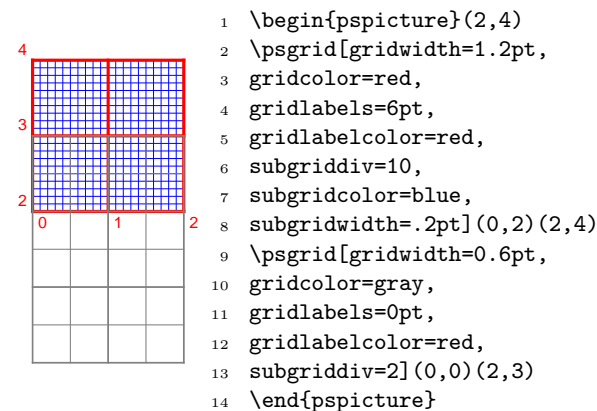 4
3
2
0 1 2
1 \begin{pspicture}(2,4)
2 \psgrid[gridwidth=1.2pt,
3 gridcolor=red,
4 gridlabels=6pt,
5 gridlabelcolor=red,
6 subgriddiv=10,
7 subgridcolor=blue,
8 subgridwidth=.2pt](0,2)(2,4)
9 \psgrid[gridwidth=0.6pt,
10 gridcolor=gray,
11 gridlabels=0pt,
12 gridlabelcolor=red,
13 subgriddiv=2](0,0)(2,3)
14 \end{pspicture}